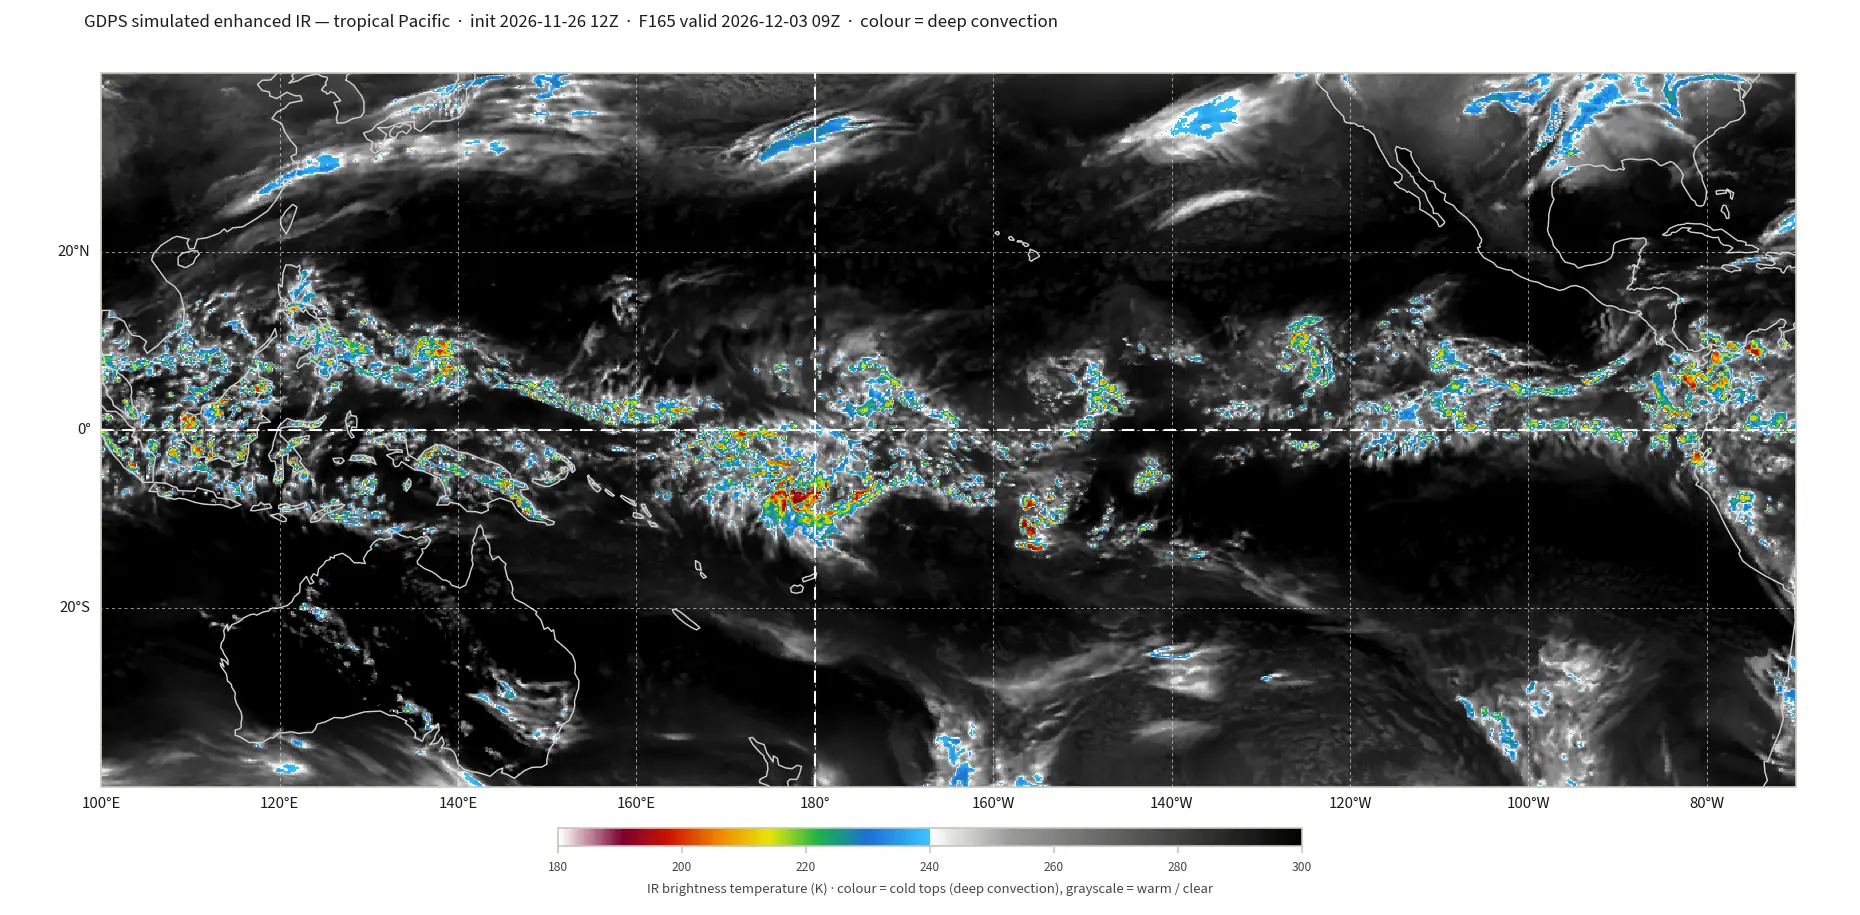 GDPS simulated enhanced IR — tropical Pacific · init 2026-11-26 12Z · F165 valid 2026-12-03 09Z · colour = deep convection
20°N
0°
20°S
100°E 120°E 140°E 160°E 180° 160°W 140°W 120°W 100°W 80°W
180 200 220 240 260 280 300
IR brightness temperature (K) · colour = cold tops (deep convection), grayscale = warm / clear